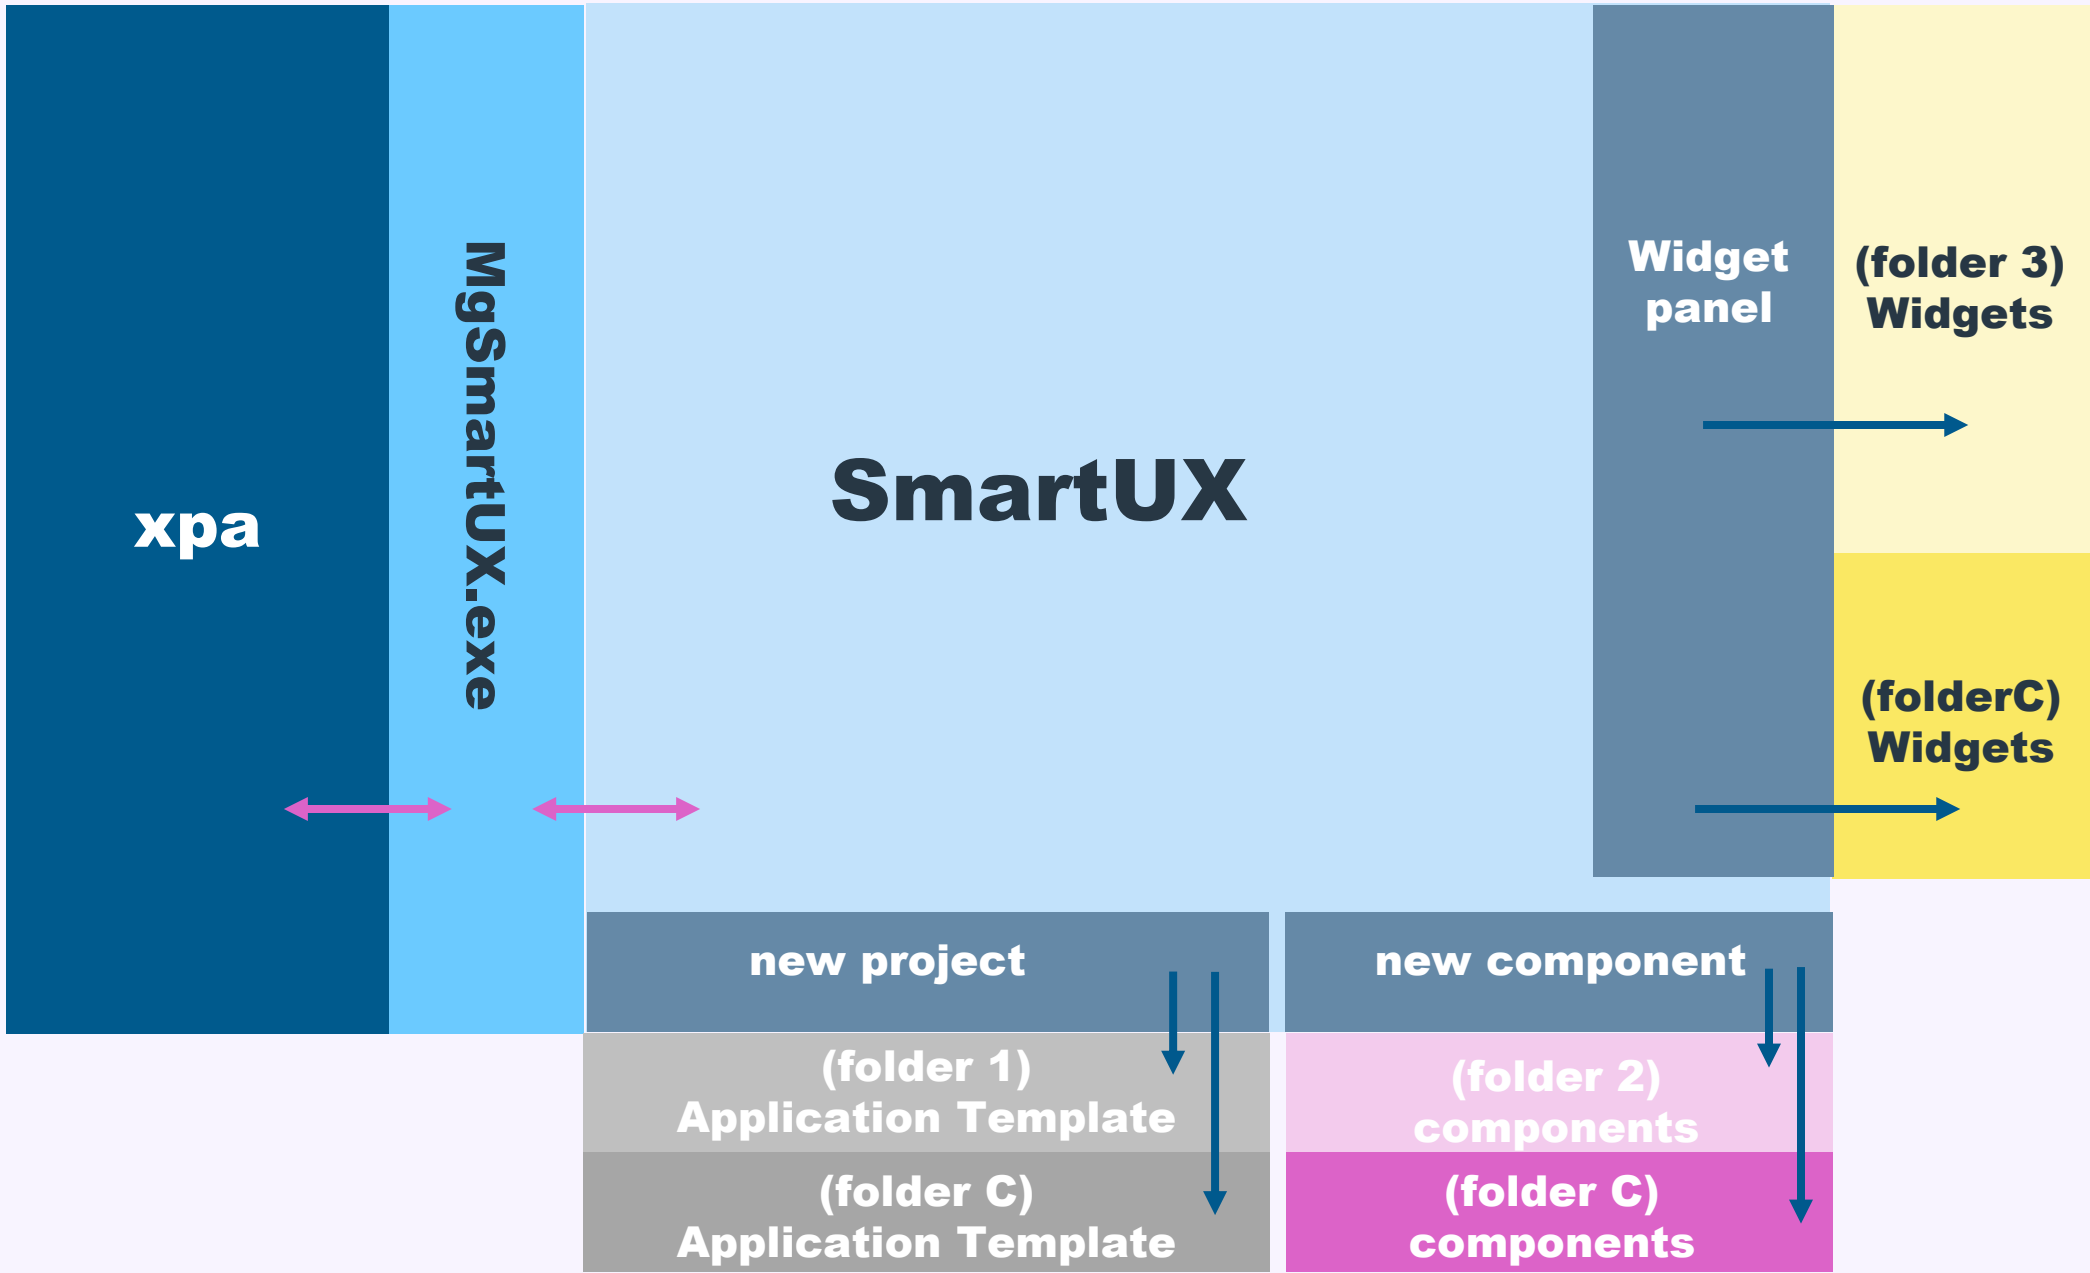 xpa
MgSmartUX.exe
SmartUX
Widget
panel
(folder 3)
Widgets
(folderC)
Widgets
new project
new component
(folder 1)
Application Template
(folder 2)
components
(folder C)
Application Template
(folder C)
components